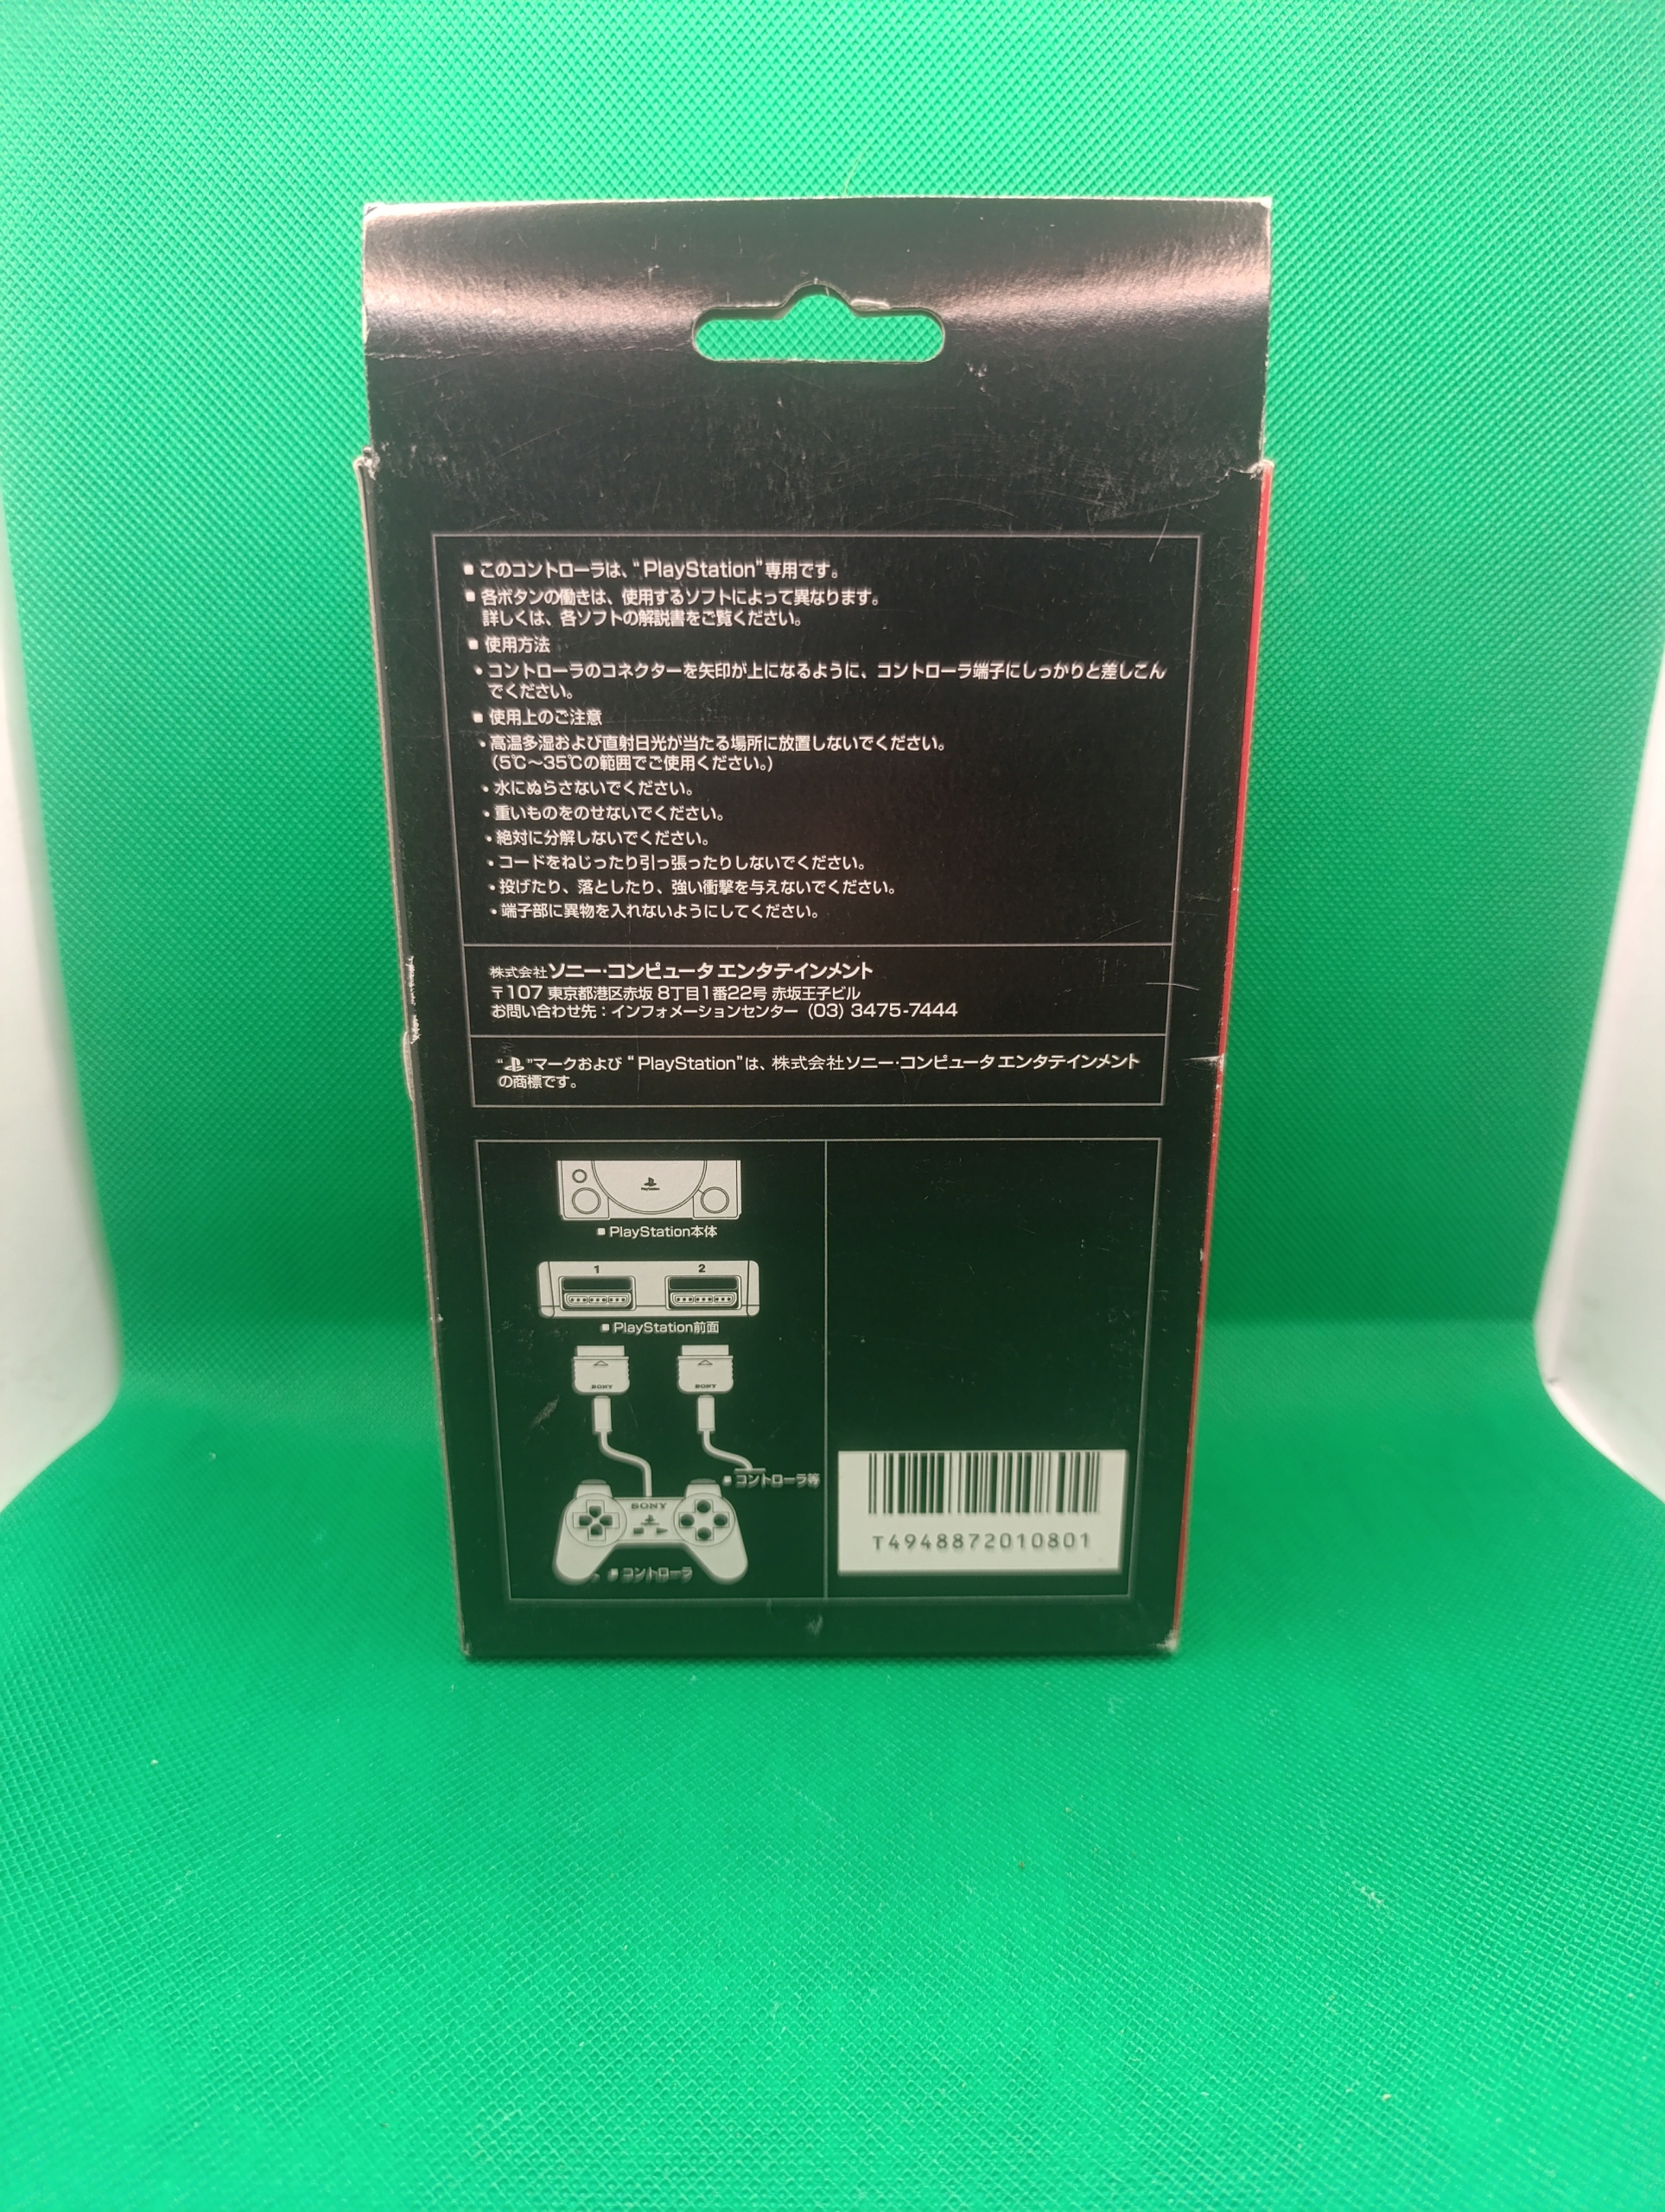 ■ このコントローラは、“PlayStation”専用です。
■ 各ボタンの働きは、使用するソフトによって異なります。
詳しくは、各ソフトの解説書をご覧ください。
■ 使用方法
・コントローラのコネクターを矢印が上になるように、コントローラ端子にしっかりと差しこん
でください。
■ 使用上のご注意
・高温多湿および直射日光が当たる場所に放置しないでください。
（5℃〜35℃の範囲でご使用ください。）
・水にぬらさないでください。
・重いものをのせないでください。
・絶対に分解しないでください。
・コードをねじったり引っ張ったりしないでください。
・投げたり、落としたり、強い衝撃を与えないでください。
・端子部に異物を入れないようにしてください。
株式会社ソニー・コンピュータエンタテインメント
〒107 東京都港区赤坂 8丁目1番22号 赤坂王子ビル
お問い合わせ先：インフォメーションセンター (03) 3475-7444
“ ”マークおよび “PlayStation”は、株式会社ソニー・コンピュータエンタテインメント
の商標です。
PlayStation
■ PlayStation本体
1 2
■ PlayStation前面
SONY SONY
■ コントローラ等
SONY
■ コントローラ
T4948872010801